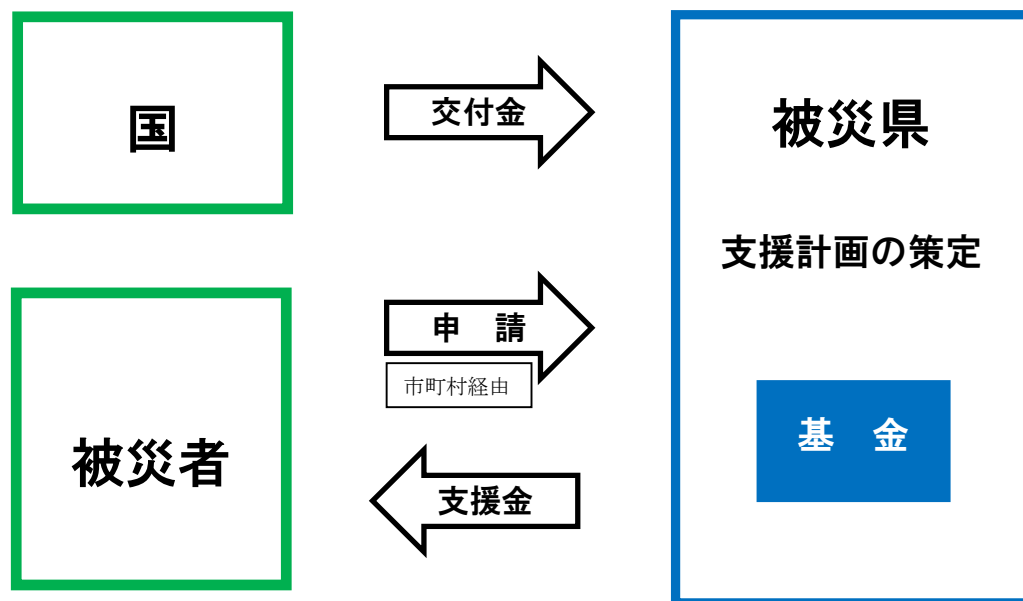 国
交付金
被災県
支援計画の策定
申　請
市町村経由
被災者
支援金
基　金